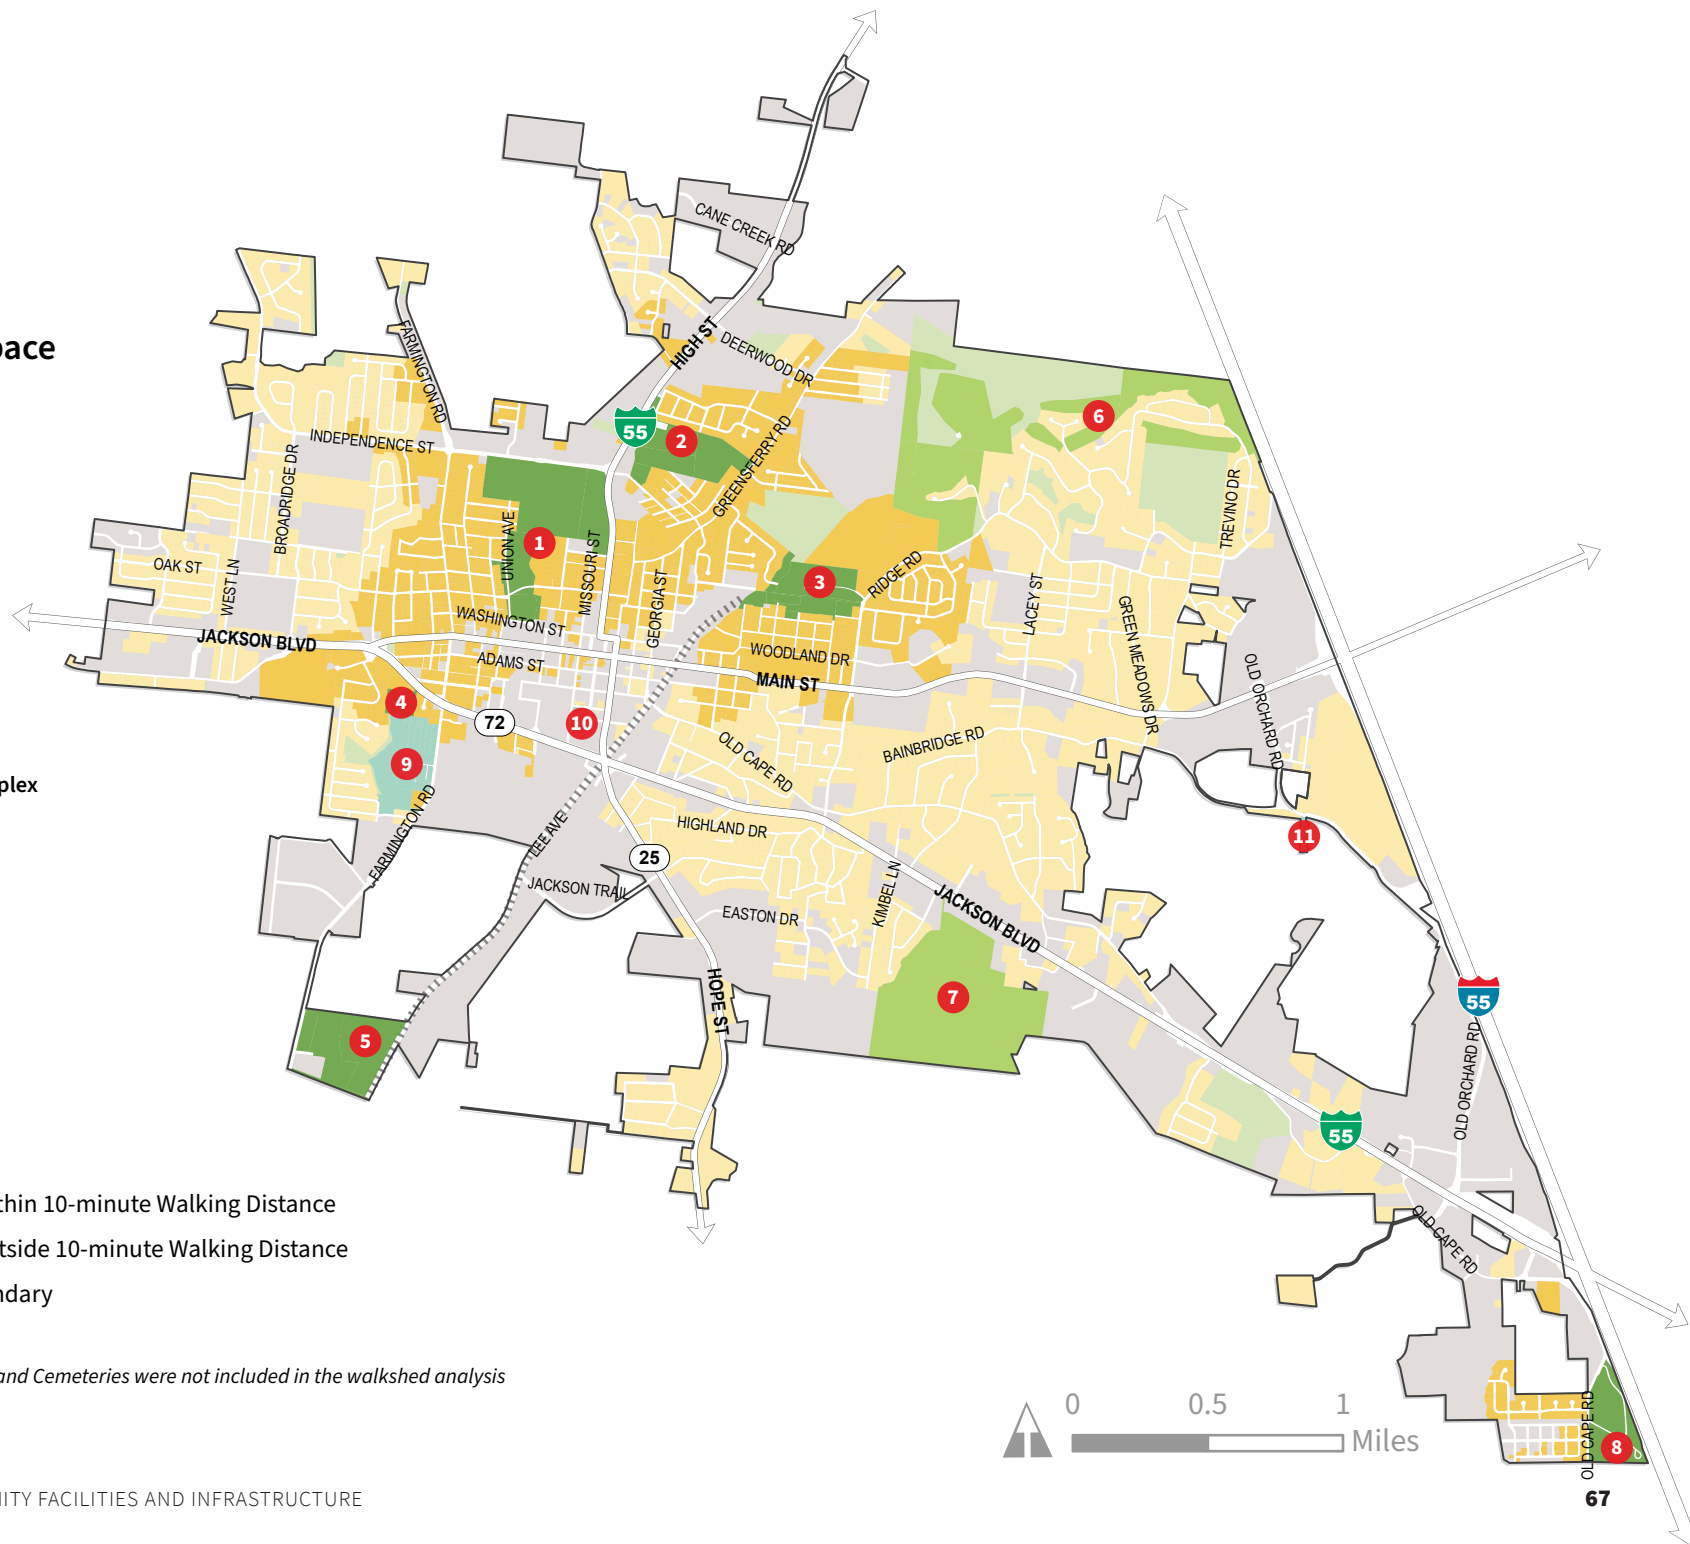 CANE CREEK RD
pace
FARMINGTON RD
HIGH ST
DEERWOOD DR
55
2
6
INDEPENDENCE ST
GREENSFERRY RD
BROADRIDGE DR
TREVINO DR
UNION AVE
1
MISSOURI ST
OAK ST
WEST LN
3
RIDGE RD
GEORGIA ST
LACEY ST
WASHINGTON ST
GREEN MEADOWS DR
JACKSON BLVD
ADAMS ST
WOODLAND DR
MAIN ST
OLD ORCHARD RD
4
72
10
OLD CAPE RD
BAINBRIDGE RD
9
plex
FARMINGTON RD
LEE AVE
HIGHLAND DR
11
25
JACKSON TRAIL
KIMBEL LN
EASTON DR
JACKSON BLVD
HOPE ST
7
55
5
OLD ORCHARD RD
55
thin 10-minute Walking Distance
tside 10-minute Walking Distance
OLD CAPE RD
ndary
and Cemeteries were not included in the walkshed analysis
0 0.5 1
Miles
OLD CAPE RD
8
ITY FACILITIES AND INFRASTRUCTURE
67